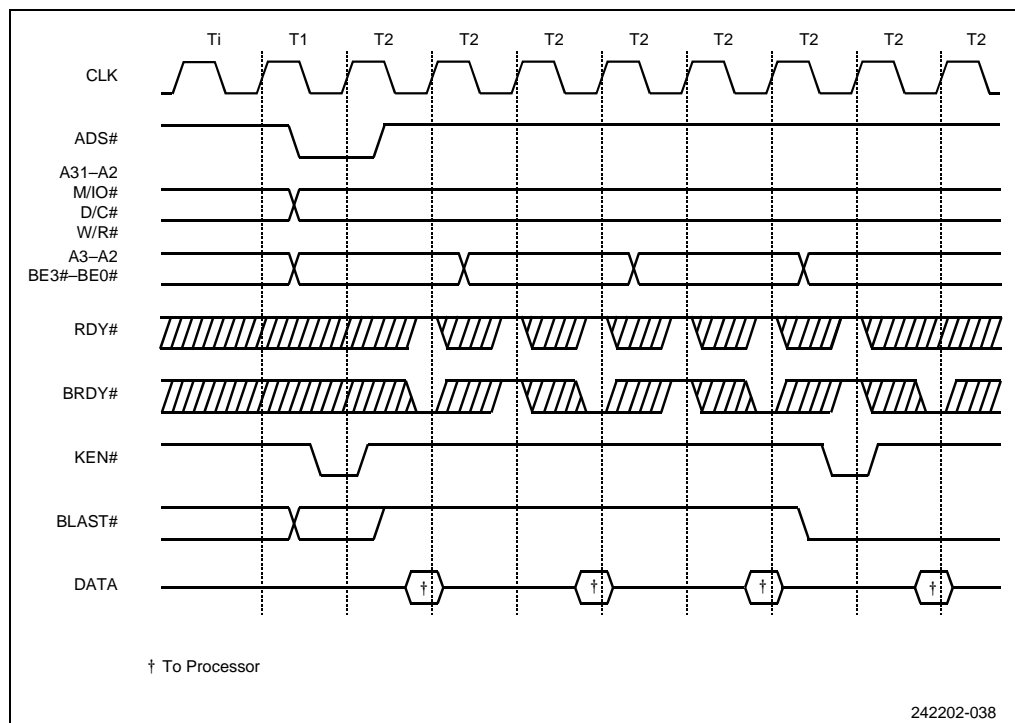 Ti T1 T2 T2 T2 T2 T2 T2 T2 T2
CLK
ADS#
A31–A2
M/IO#
D/C#
W/R#
A3–A2
BE3#–BE0#
RDY#
BRDY#
KEN#
BLAST#
DATA
† † † †
† To Processor
242202-038